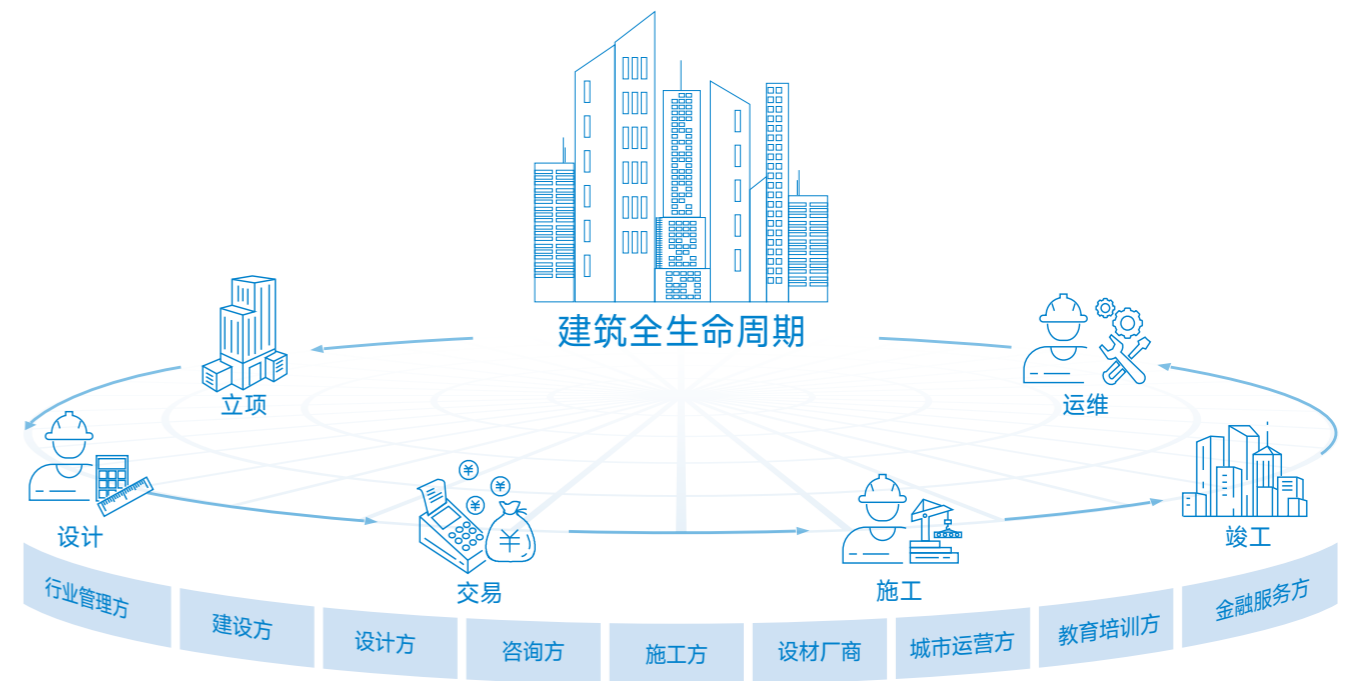 建筑全生命周期
立项
运维
设计
交易
施工
竣工
行业管理方
建设方
设计方
咨询方
施工方
设材厂商
城市运营方
教育培训方
金融服务方